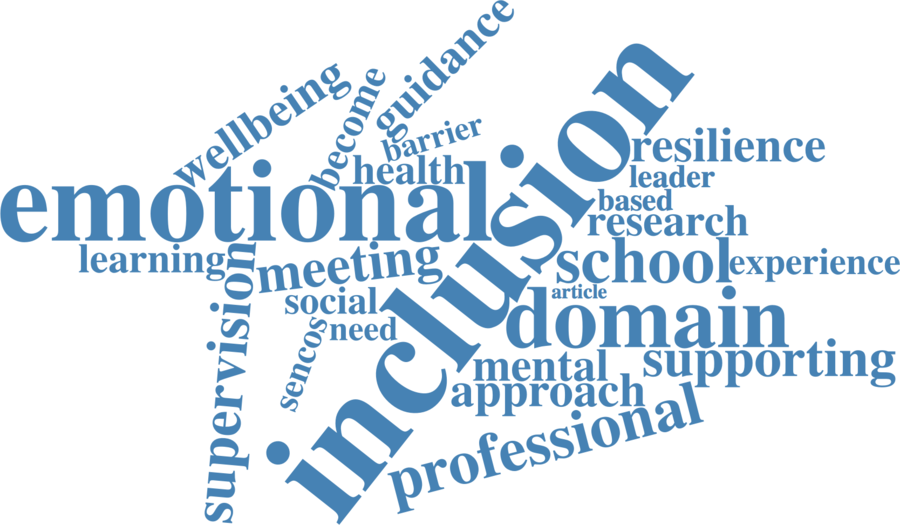 guidance
wellbeing
become
barrier
health
resilience
leader
based
research
emotional
inclusion
learning
meeting
school
experience
social
article
need
domain
supervision
sencos
mental
supporting
approach
professional